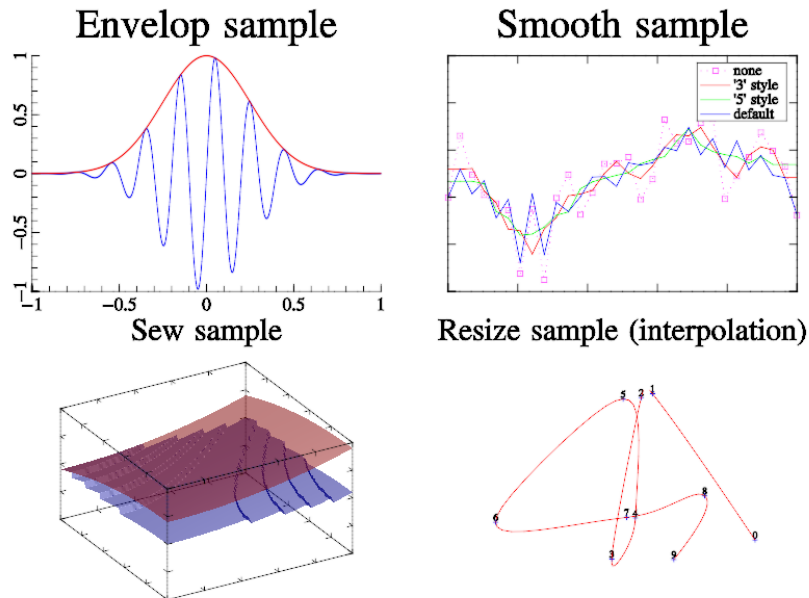 Envelop sample
1
0.5
0
−0.5
−1
−1
−0.5
0
0.5
1
Smooth sample
none
'3' style
'5' style
default
Sew sample
Resize sample (interpolation)
5
2
1
8
6
7
4
0
3
9